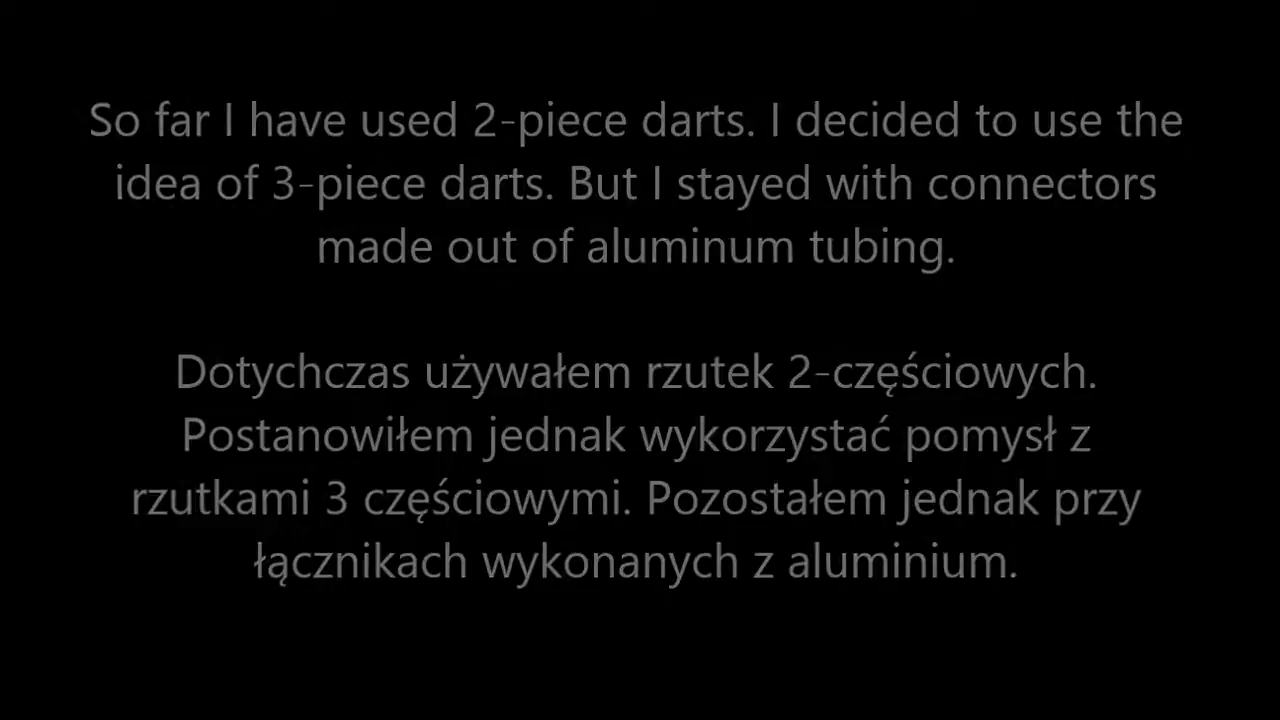 So far I have used 2-piece darts. I decided to use the
idea of 3-piece darts. But I stayed with connectors
made out of aluminum tubing.
Dotychczas używałem rzutek 2-częściowych.
Postanowiłem jednak wykorzystać pomysł z
rzutkami 3 częściowymi. Pozostałem jednak przy
łącznikach wykonanych z aluminium.